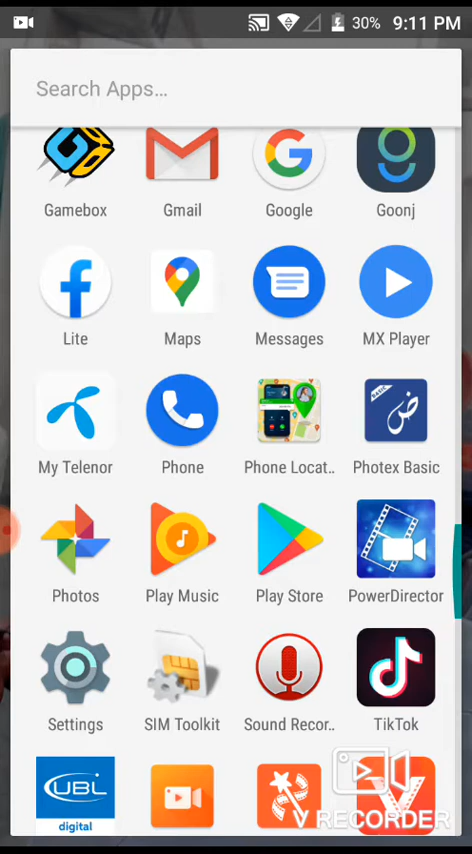 30% 9:11 PM
Search Apps…
Gamebox Gmail Google Goonj
Lite Maps Messages MX Player
BASIC
ض
My Telenor Phone Phone Locat.. Photex Basic
Photos Play Music Play Store PowerDirector
Settings SIM Toolkit Sound Recor.. TikTok
UBL
digital
V RECORDER